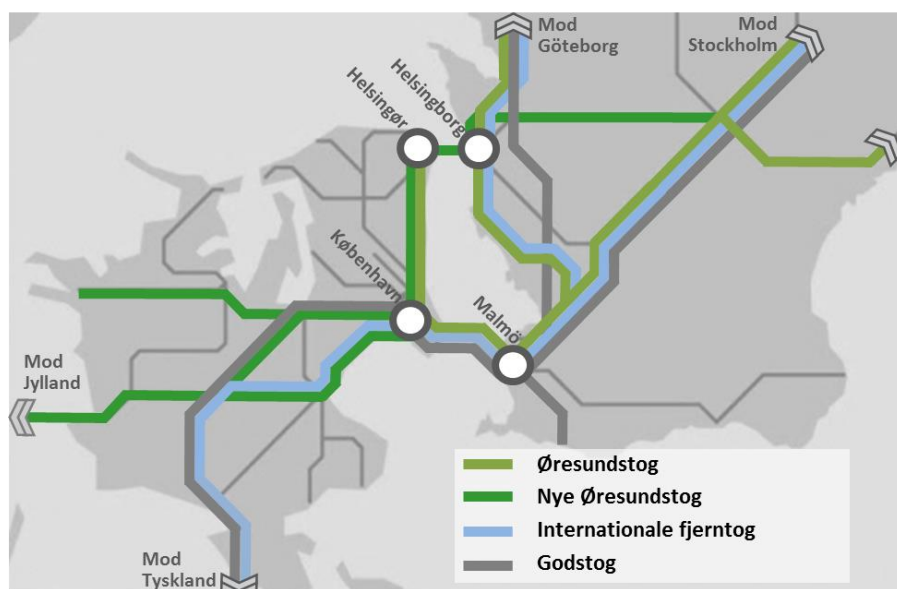 Mod
Göteborg
Mod
Stockholm
Helsingør
Helsingborg
København
Malmö
Mod
Jylland
Mod
Tyskland
Øresundstog
Nye Øresundstog
Internationale fjerntog
Godstog